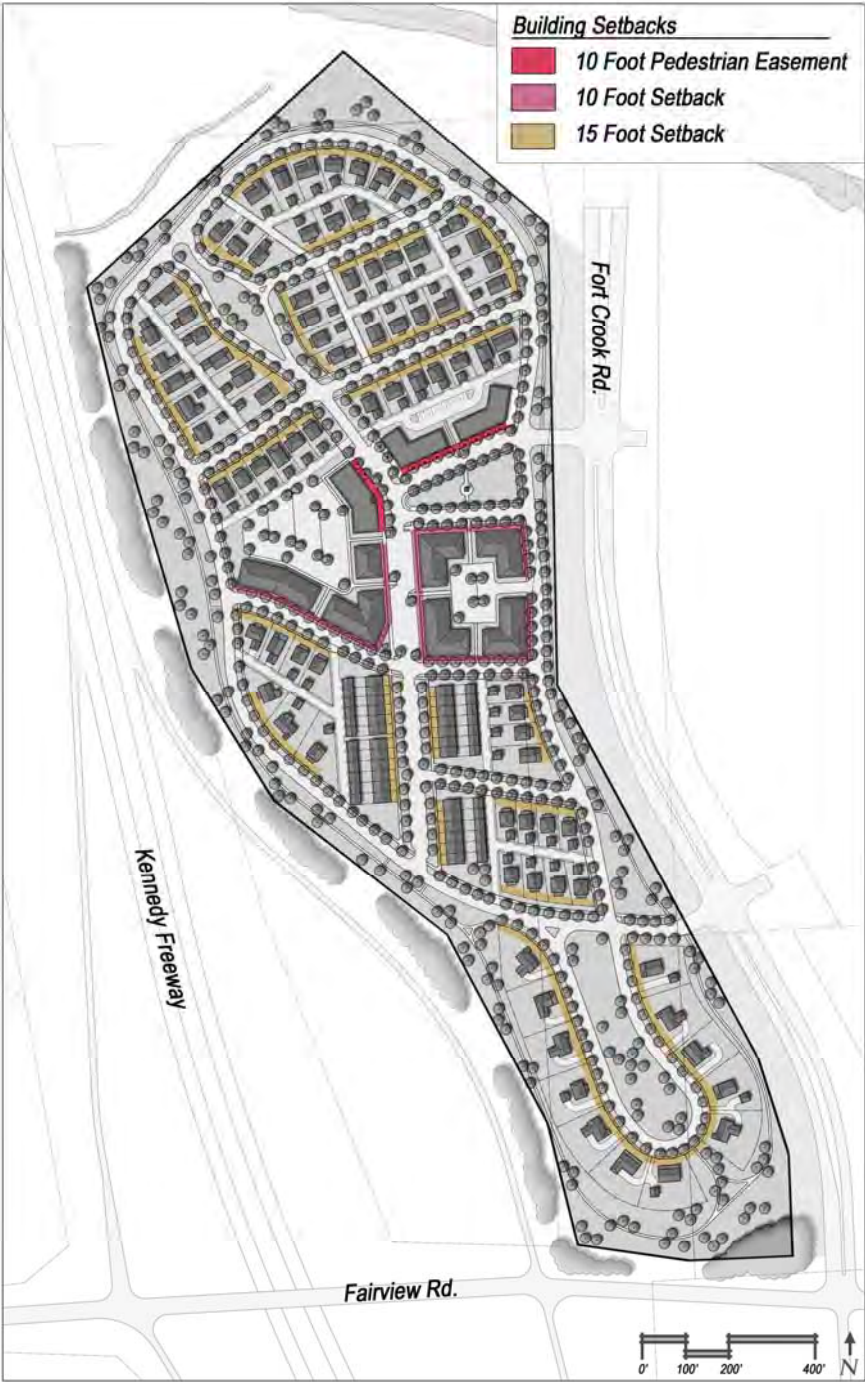 Building Setbacks
10 Foot Pedestrian Easement
10 Foot Setback
15 Foot Setback
Fort Crook Rd.
Kennedy Freeway
Fairview Rd.
0' 100' 200' 400' N